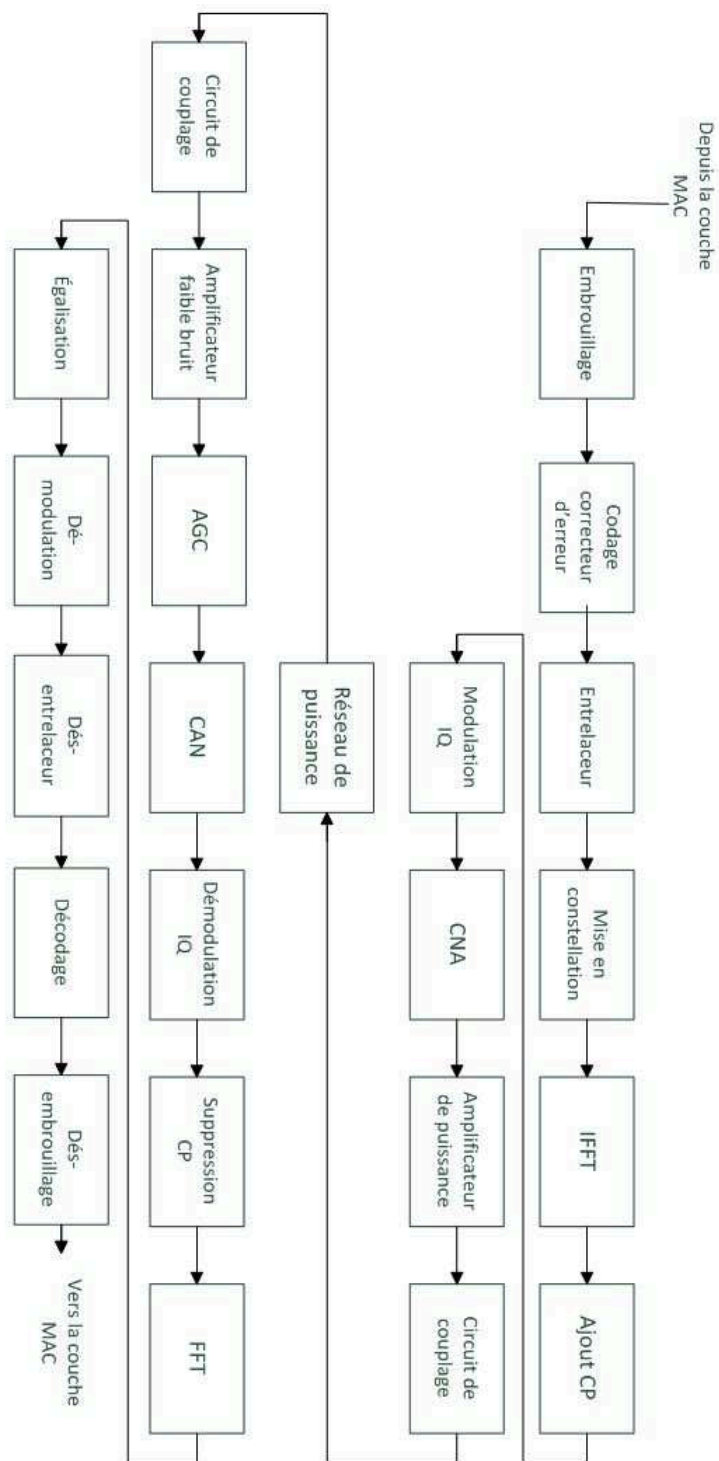 Depuis la couche
MAC
Embrouillage
Codage
correcteur
d'erreur
Entrelaceur
Mise en
constellation
IFFT
Ajout CP
Modulation
IQ
CNA
Amplificateur
de puissance
Circuit de
couplage
Réseau de
puissance
Circuit de
couplage
Amplificateur
faible bruit
AGC
CAN
Démodulation
IQ
Suppression
CP
FFT
Égalisation
Dé-
modulation
Dés-
entrelaceur
Décodage
Dés-
embrouillage
Vers la couche
MAC